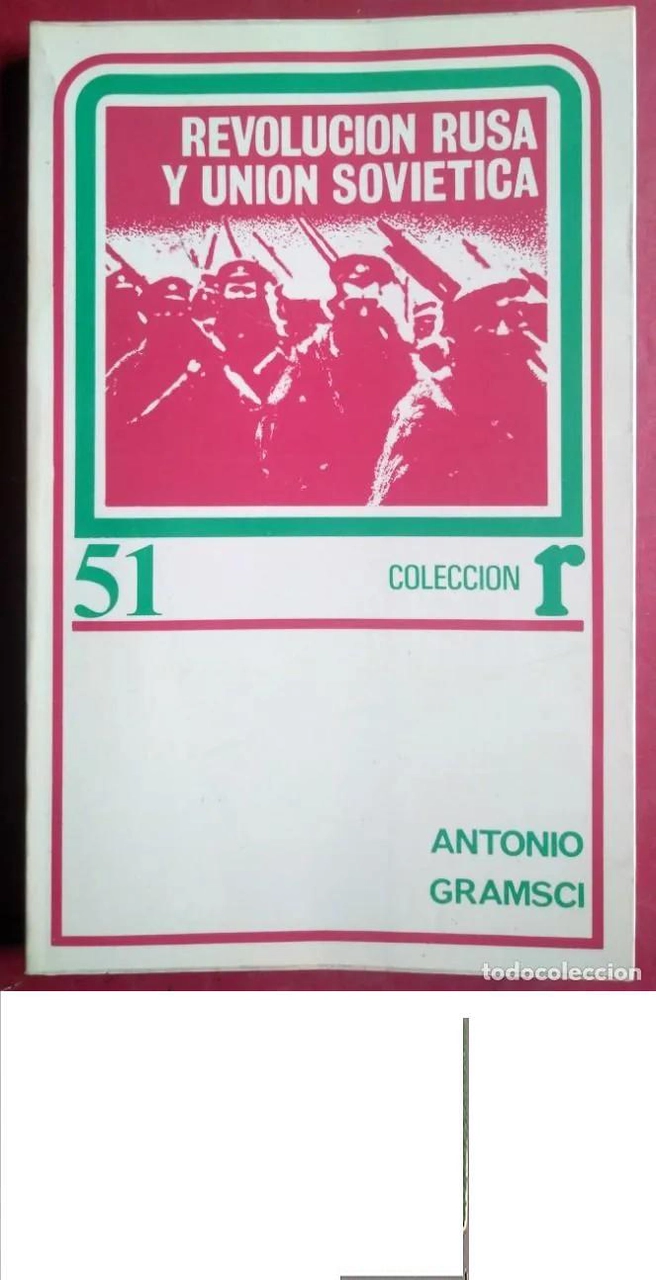 REVOLUCION RUSA
Y UNION SOVIETICA
51 COLECCION r
ANTONIO
GRAMSCI
todocoleccion